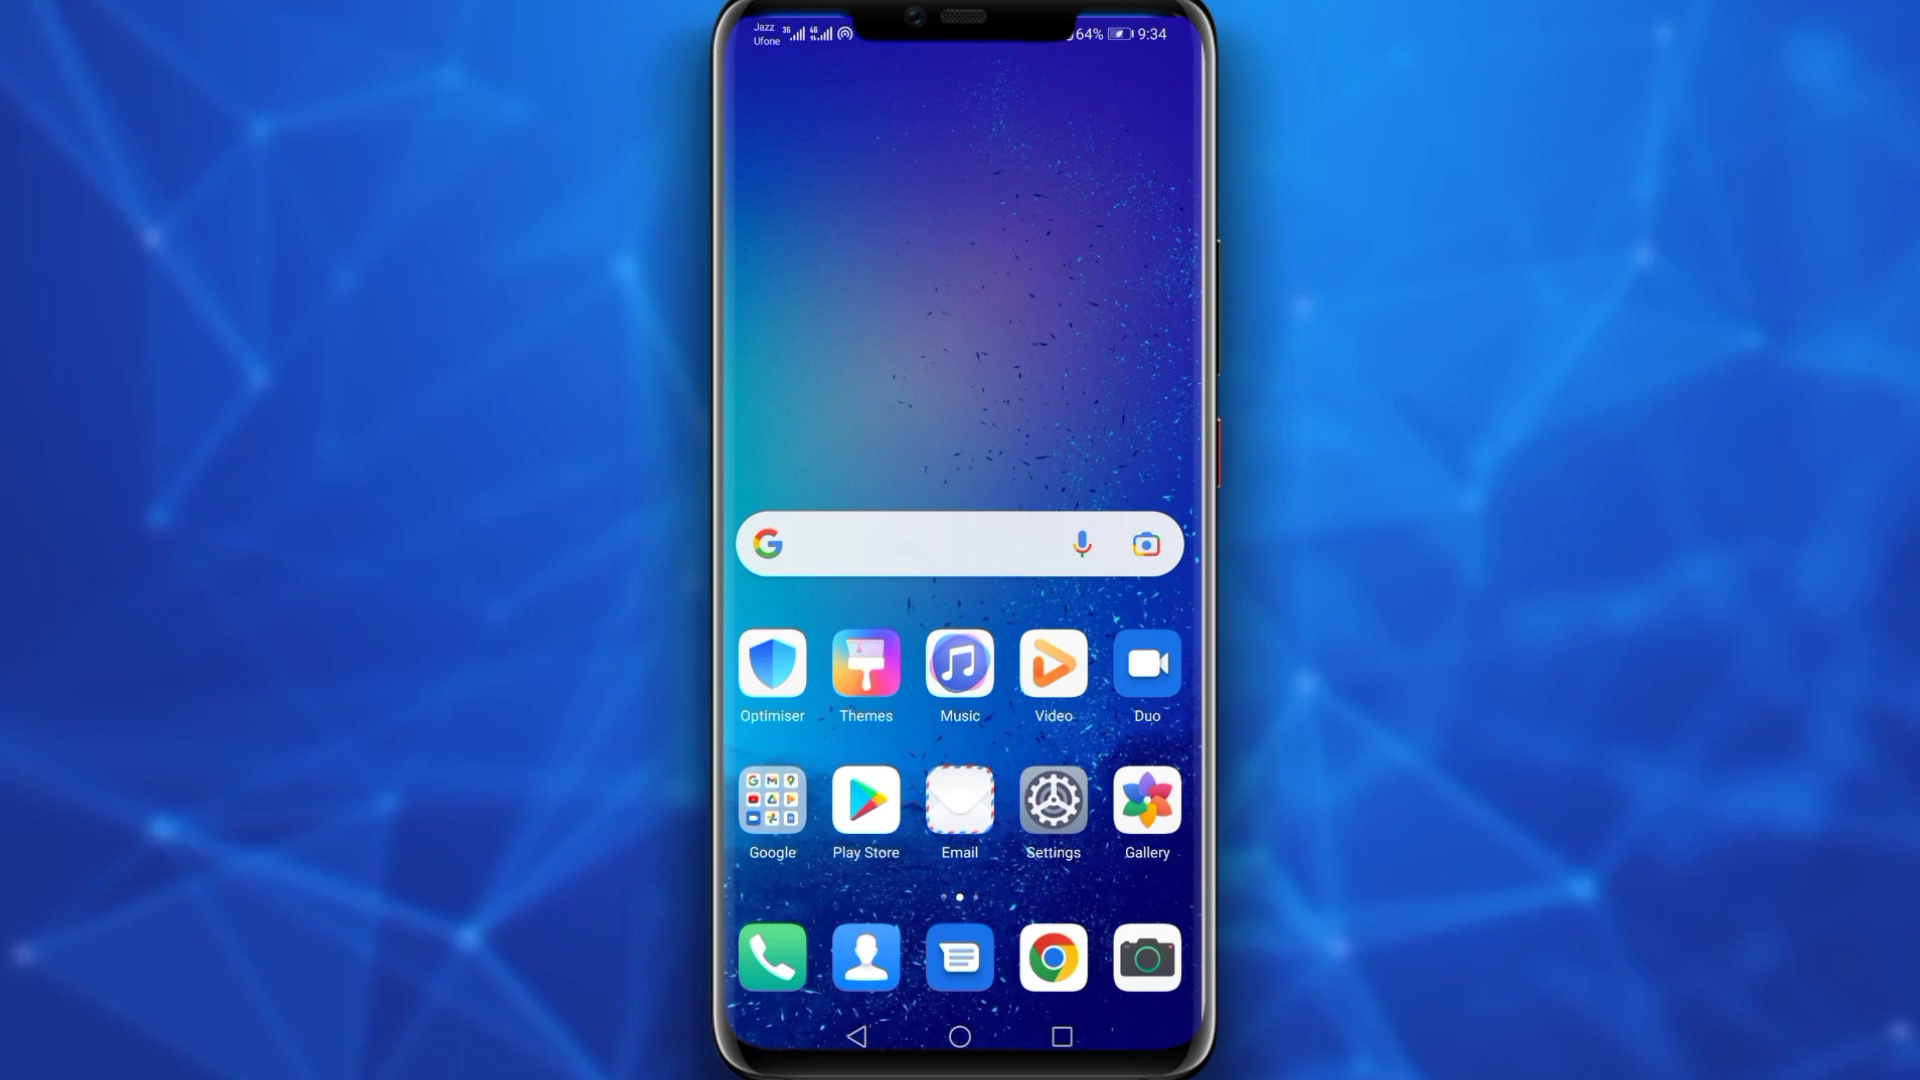 Jazz 3G 4G 64% 9:34
Ufone
Optimiser Themes Music Video Duo
Google Play Store Email Settings Gallery